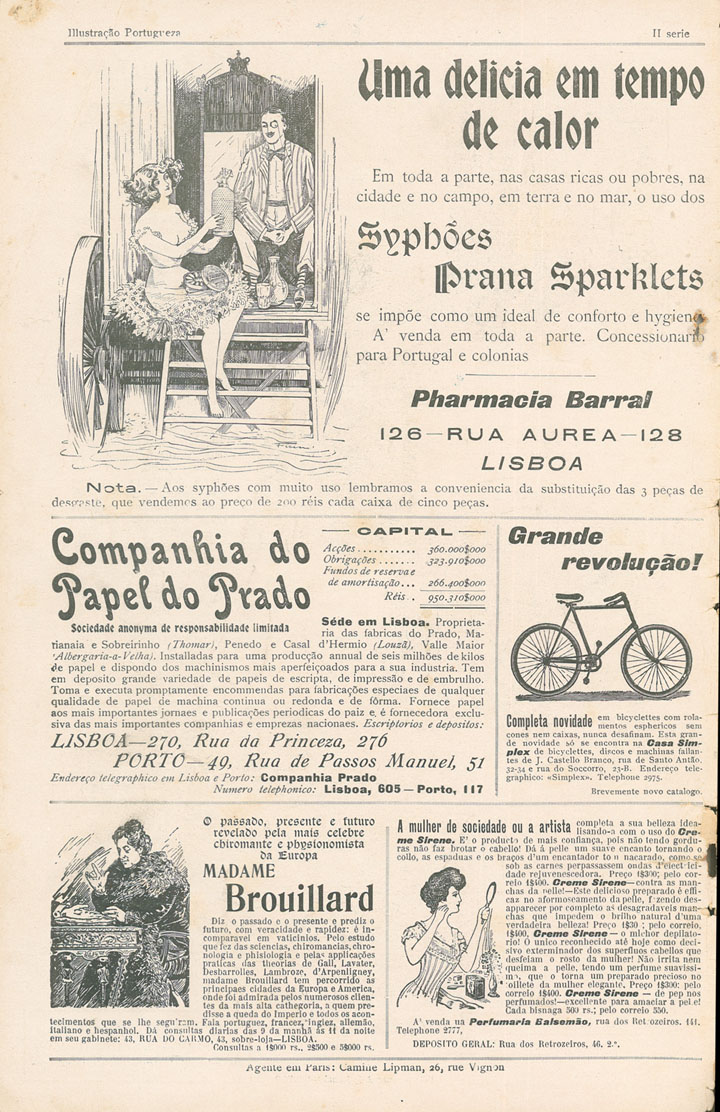 Illustração Portugueza
II serie
Uma delicia em tempo
de calor
Em toda a parte, nas casas ricas ou pobres, na
cidade e no campo, em terra e no mar, o uso dos
Syphões
Prana Sparklets
se impõe como um ideal de conforto e hygiene
A' venda em toda a parte. Concessionario
para Portugal e colonias
Pharmacia Barral
126—RUA AUREA—128
LISBOA
Nota.—Aos syphões com muito uso lembramos a conveniencia da substituição das 3 peças de
desgaste, que vendemos ao preço de 200 réis cada caixa de cinco peças.
Companhia do
Papel do Prado
Sociedade anonyma de responsabilidade limitada
CAPITAL
Acções........... 360.000$000
Obrigações....... 323.910$000
Fundos de reserva e
de amortisação... 266.400$000
Réis.. 950.310$000
Séde em Lisboa. Proprieta-
ria das fabricas do Prado, Ma-
rianaia e Sobreirinho (Thomar), Penedo e Casal d'Hermio (Louzã), Valle Maior
(Albergaria-a-Velha). Installadas para uma producção annual de seis milhões de kilos
de papel e dispondo dos machinismos mais aperfeiçoados para a sua industria. Tem
em deposito grande variedade de papeis de escripta, de impressão e de embrulho.
Toma e executa promptamente encommendas para fabricações especiaes de qualquer
qualidade de papel de machina continua ou redonda e de fôrma. Fornece papel
aos mais importantes jornaes e publicações periodicas do paiz e é fornecedora exclu-
siva das mais importantes companhias e emprezas nacionaes. Escriptorios e depositos:
LISBOA—270, Rua da Princeza, 276
PORTO—49, Rua de Passos Manuel, 51
Endereço telegraphico em Lisboa e Porto: Companhia Prado
Numero telephonico: Lisboa, 605—Porto, 117
Grande
revolução!
Completa novidade em bicyclettes com rola-
mentos esphericos sem
cones nem caixas, nunca desafinam. Esta gran-
de novidade só se encontra na Casa Sim-
plex de bicyclettes, discos e machinas fallan-
tes de J. Castello Branco, rua de Santo Antão,
32-34 e rua do Soccorro, 23-B. Endereço tele-
graphico: «Simplex». Telephone 2975.
Brevemente novo catalogo.
O passado, presente e futuro
revelado pela mais celebre
chiromante e physionomista
da Europa
MADAME
Brouillard
Diz o passado e o presente e prediz o
futuro, com veracidade e rapidez: é in-
comparavel em vaticinios. Pelo estudo
que fez das sciencias, chiromancias, chro-
nologia e phisiologia e pelas applicações
praticas das theorias de Gall, Lavater,
Desbarrolles, Lambroze, d'Arpenligney,
madame Brouillard tem percorrido as
principaes cidades da Europa e America,
onde foi admirada pelos numerosos clien-
tes da mais alta cathegoria, a quem pre-
disse a queda do Imperio e todos os acon-
tecimentos que se lhe seguiram. Fala portuguez, francez, inglez, allemão,
italiano e hespanhol. Dá consultas diarias das 9 da manhã ás 11 da noite
em seu gabinete: 43, RUA DO CARMO, 43, sobre-loja—LISBOA.
Consultas a 1$000 rs., 2$500 e 5$000 rs.
A mulher de sociedade ou a artista completa a sua belleza idea-
lisando-a com o uso do Cre-
me Sirene. E' o producto de mais confiança, pois não tendo gordu-
ras não faz brotar o cabello! Dá á pelle um suave encanto tornando o
collo, as espaduas e os braços d'um encantador tom nacarado, como se
sob as carnes perpassassem ondas d'electrici-
dade rejuvenescedora. Preço 1$300; pelo cor-
reio 1$400. Creme Sirene—contra as man-
chas da pelle!—Este delicioso preparado é effi-
caz no aformoseamento da pelle, fazendo des-
apparecer por completo as desagradaveis man-
chas que impedem o brilho natural d'uma
verdadeira belleza! Preço 1$300; pelo correio,
1$400. Creme Sirene—o melhor depilato-
rio! O unico reconhecido até hoje como deci-
sivo exterminador dos superfluos cabellos que
desfeiam o rosto da mulher! Não irrita nem
queima a pelle, tendo um perfume suavissi-
mo, que o torna um preparado precioso no
toilette da mulher elegante. Preço 1$300: pelo
correio 1$400. Creme Sirene — de pep nos
perfumados!—excellente para amaciar a pele!
Cada bisnaga 500 rs.; pelo correio 550.
A' venda na Perfumaria Balsemão, rua dos Retrozeiros, 141.
Telephone 2777,
DEPOSITO GERAL: Rua dos Retrozeiros, 46, 2.º.
Agente em Paris: Camille Lipman, 26, rue Vignon